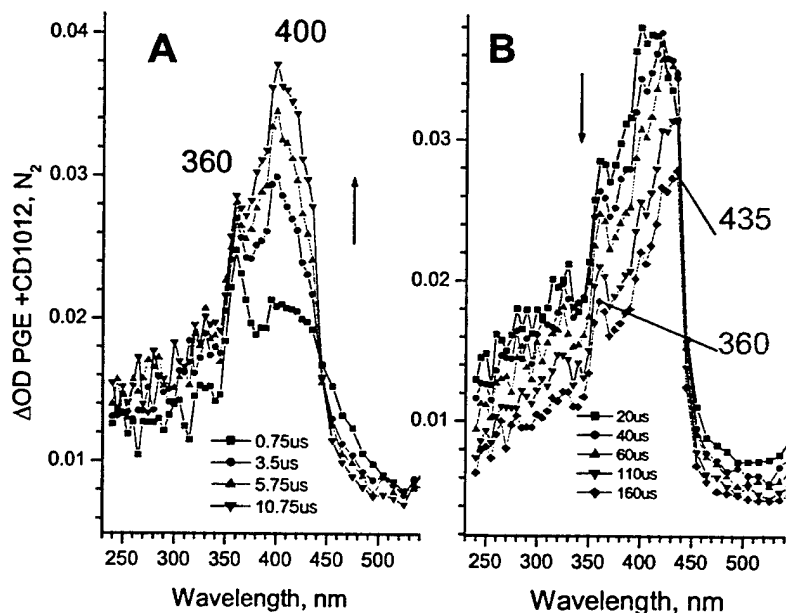 A
400
360
B
435
360
ΔOD PGE +CD1012, N₂
0.04
0.03
0.02
0.01
0.75us
3.5us
5.75us
10.75us
250 300 350 400 450 500
Wavelength, nm
0.03
0.02
0.01
20us
40us
60us
110us
160us
250 300 350 400 450 500
Wavelength, nm